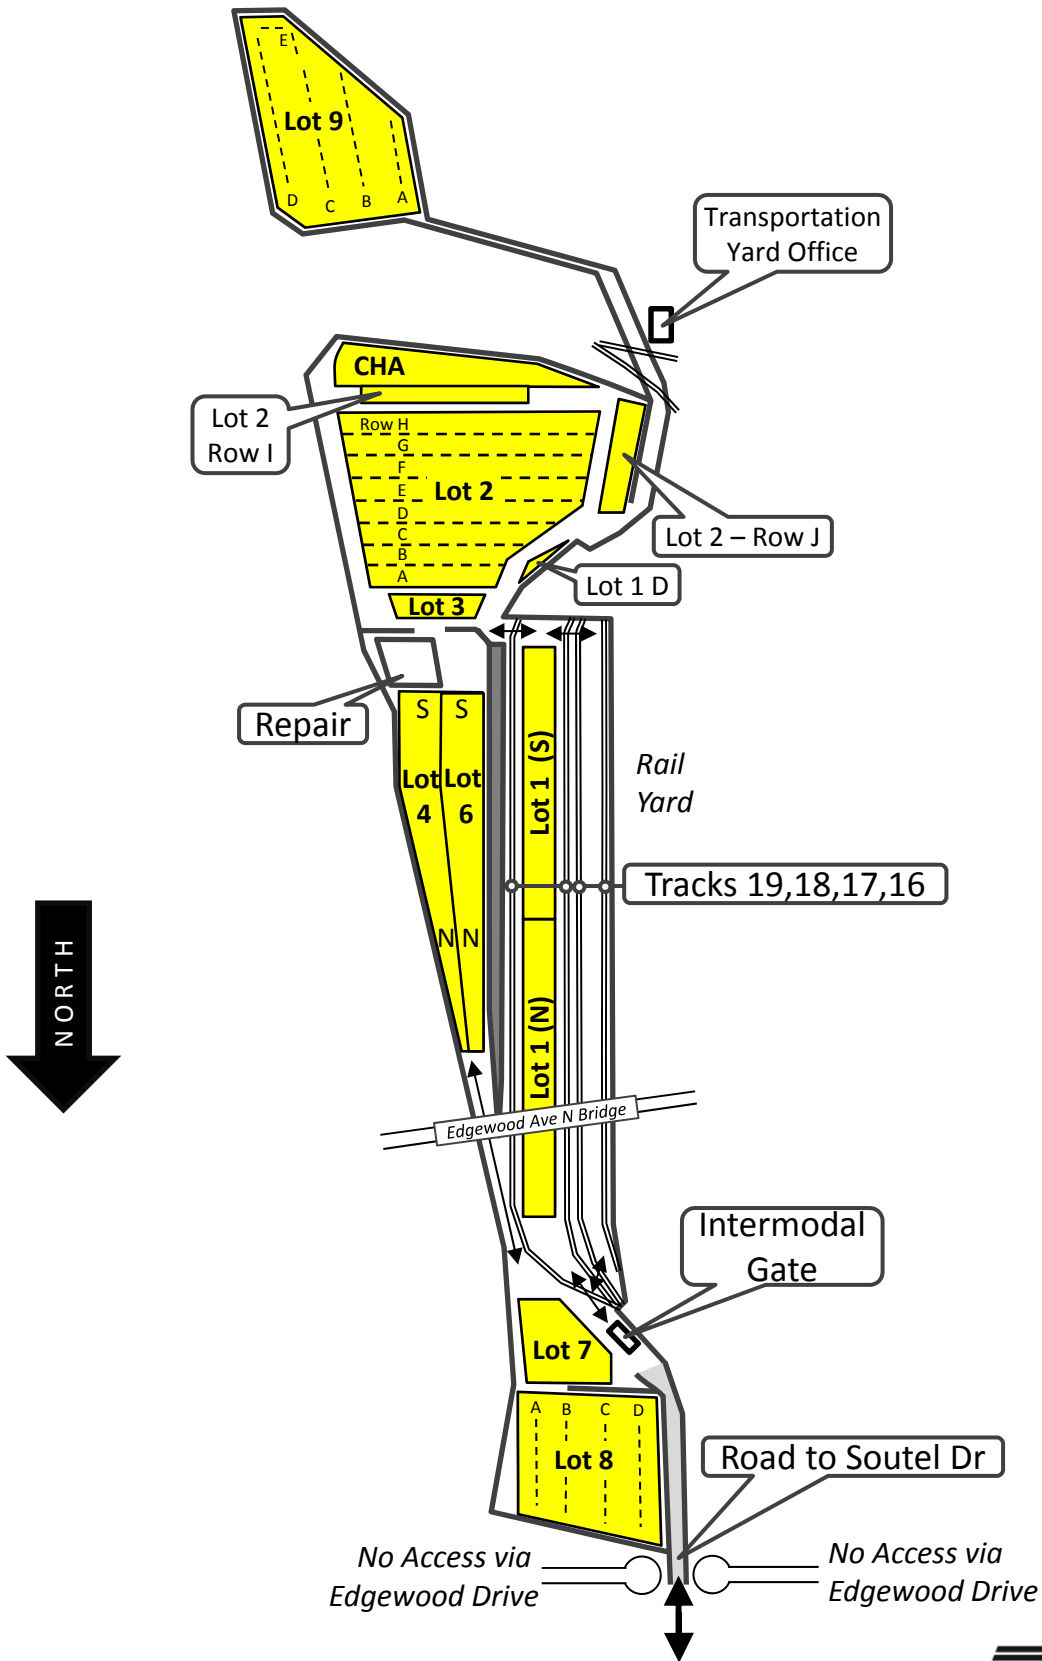 E
Lot 9
D
C
B
A
Transportation
Yard Office
CHA
Lot 2
Row I
Row H
G
F
E
Lot 2
D
C
B
A
Lot 2 – Row J
Lot 1 D
Lot 3
Repair
S
S
Lot
4
Lot
6
N
N
Lot 1 (S)
Rail
Yard
Tracks 19,18,17,16
NORTH
Lot 1 (N)
Edgewood Ave N Bridge
Intermodal
Gate
Lot 7
A
B
C
D
Lot 8
Road to Soutel Dr
No Access via
Edgewood Drive
No Access via
Edgewood Drive